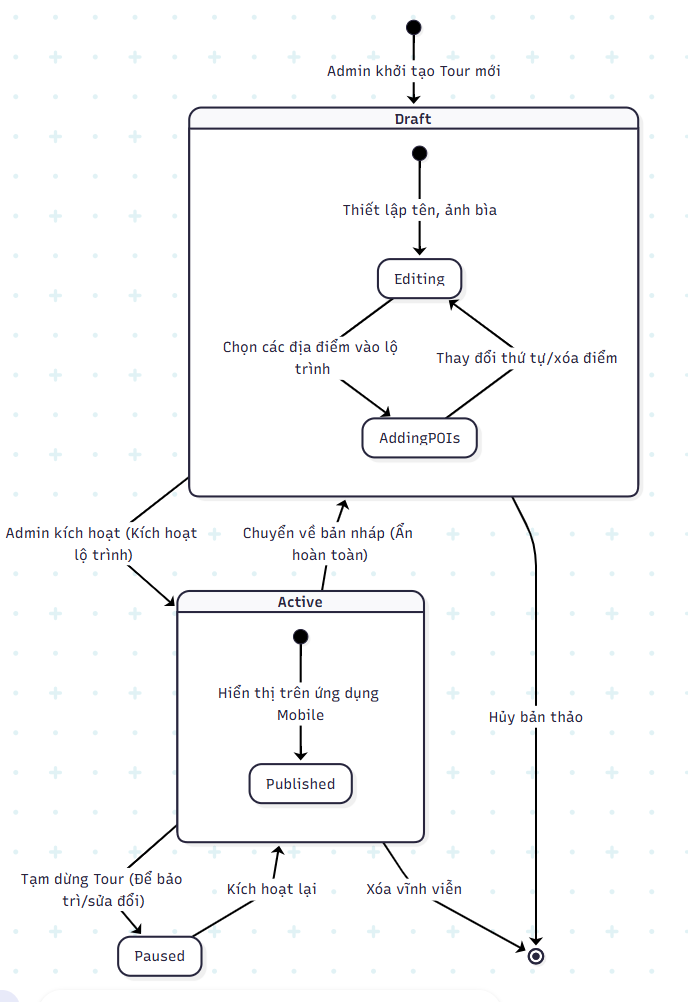 Admin khởi tạo Tour mới
Draft
Thiết lập tên, ảnh bìa
Editing
Chọn các địa điểm vào lộ
trình
Thay đổi thứ tự/xóa điểm
AddingPOIs
Admin kích hoạt (Kích hoạt
lộ trình)
Chuyển về bản nháp (Ẩn
hoàn toàn)
Active
Hiển thị trên ứng dụng
Mobile
Hủy bản thảo
Published
Tạm dừng Tour (Để bảo
trì/sửa đổi)
Kích hoạt lại
Xóa vĩnh viễn
Paused